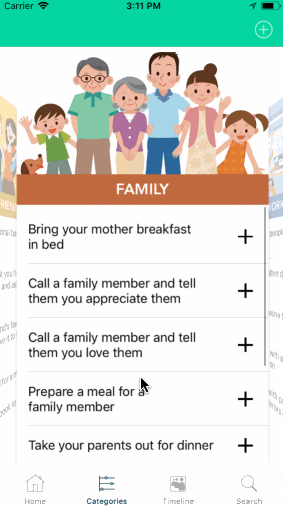 Carrier 3:11 PM
FAMILY
Bring your mother breakfast
in bed
Call a family member and tell
them you appreciate them
Call a family member and tell
them you love them
Prepare a meal for a
family member
Take your parents out for dinner
Home Categories Timeline Search